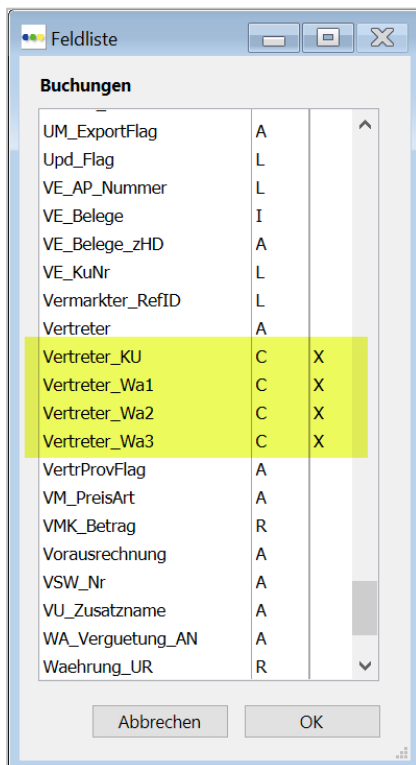 Feldliste
Buchungen
UM_ExportFlag A
Upd_Flag L
VE_AP_Nummer L
VE_Belege I
VE_Belege_zHD A
VE_KuNr L
Vermarkter_RefID L
Vertreter A
Vertreter_KU C X
Vertreter_Wa1 C X
Vertreter_Wa2 C X
Vertreter_Wa3 C X
VertrProvFlag A
VM_PreisArt A
VMK_Betrag R
Vorausrechnung A
VSW_Nr A
VU_Zusatzname A
WA_Verguetung_AN A
Waehrung_UR R
Abbrechen OK